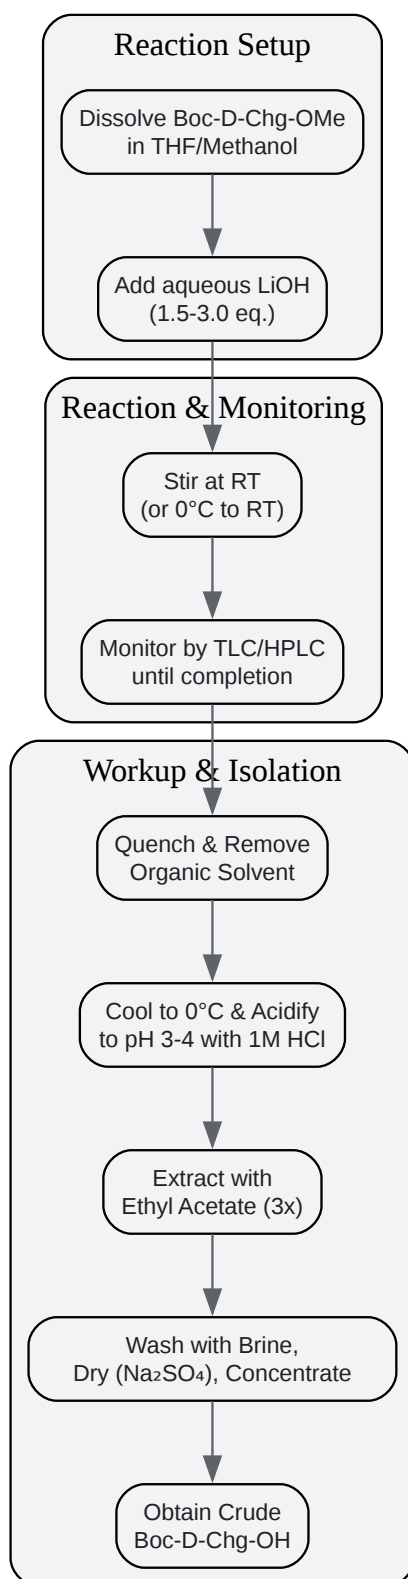 Reaction Setup
Dissolve Boc-D-Chg-OMe
in THF/Methanol
Add aqueous LiOH
(1.5-3.0 eq.)
Reaction & Monitoring
Stir at RT
(or 0°C to RT)
Monitor by TLC/HPLC
until completion
Workup & Isolation
Quench & Remove
Organic Solvent
Cool to 0°C & Acidify
to pH 3-4 with 1M HCl
Extract with
Ethyl Acetate (3x)
Wash with Brine,
Dry (Na₂SO₄), Concentrate
Obtain Crude
Boc-D-Chg-OH